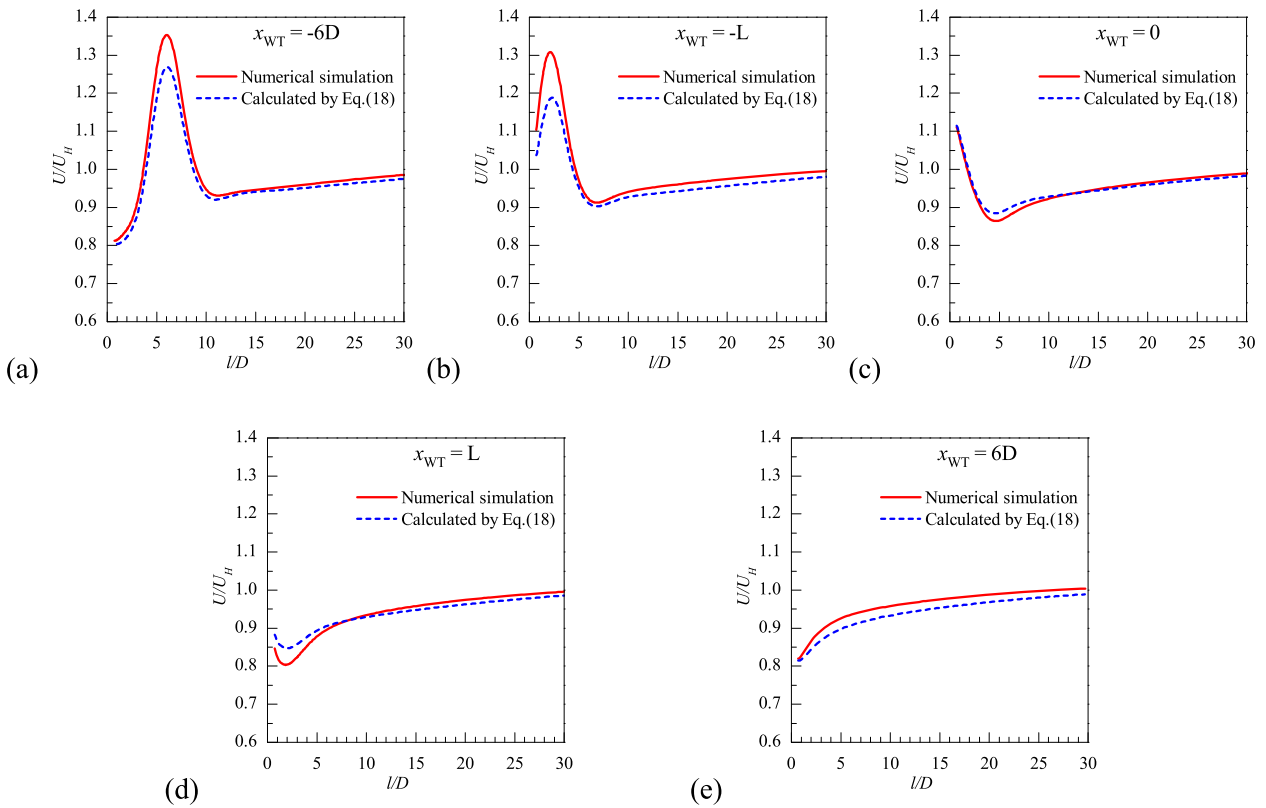 x_WT = -6D
Numerical simulation
Calculated by Eq.(18)
U/U_H
1.4
1.3
1.2
1.1
1.0
0.9
0.8
0.7
0.6
0 5 10 15 20 25 30
l/D
(a)
x_WT = -L
Numerical simulation
Calculated by Eq.(18)
U/U_H
1.4
1.3
1.2
1.1
1.0
0.9
0.8
0.7
0.6
0 5 10 15 20 25 30
l/D
(b)
x_WT = 0
Numerical simulation
Calculated by Eq.(18)
U/U_H
1.4
1.3
1.2
1.1
1.0
0.9
0.8
0.7
0.6
0 5 10 15 20 25 30
l/D
(c)
x_WT = L
Numerical simulation
Calculated by Eq.(18)
U/U_H
1.4
1.3
1.2
1.1
1.0
0.9
0.8
0.7
0.6
0 5 10 15 20 25 30
l/D
(d)
x_WT = 6D
Numerical simulation
Calculated by Eq.(18)
U/U_H
1.4
1.3
1.2
1.1
1.0
0.9
0.8
0.7
0.6
0 5 10 15 20 25 30
l/D
(e)